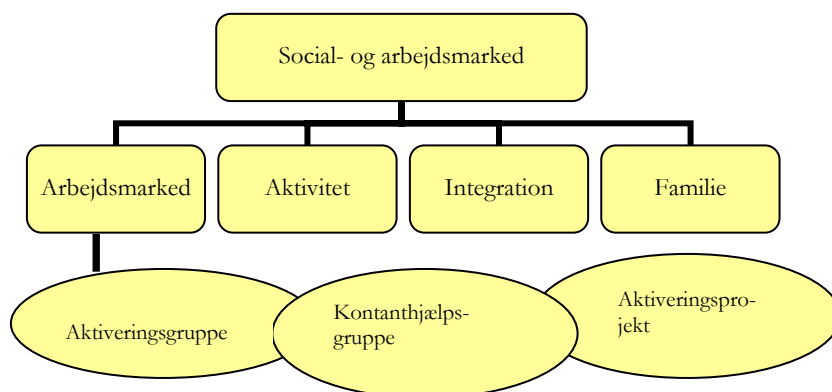 Social- og arbejdsmarked
Arbejdsmarked
Aktivitet
Integration
Familie
Aktiveringsgruppe
Kontanthjælps-
gruppe
Aktiveringspro-
jekt